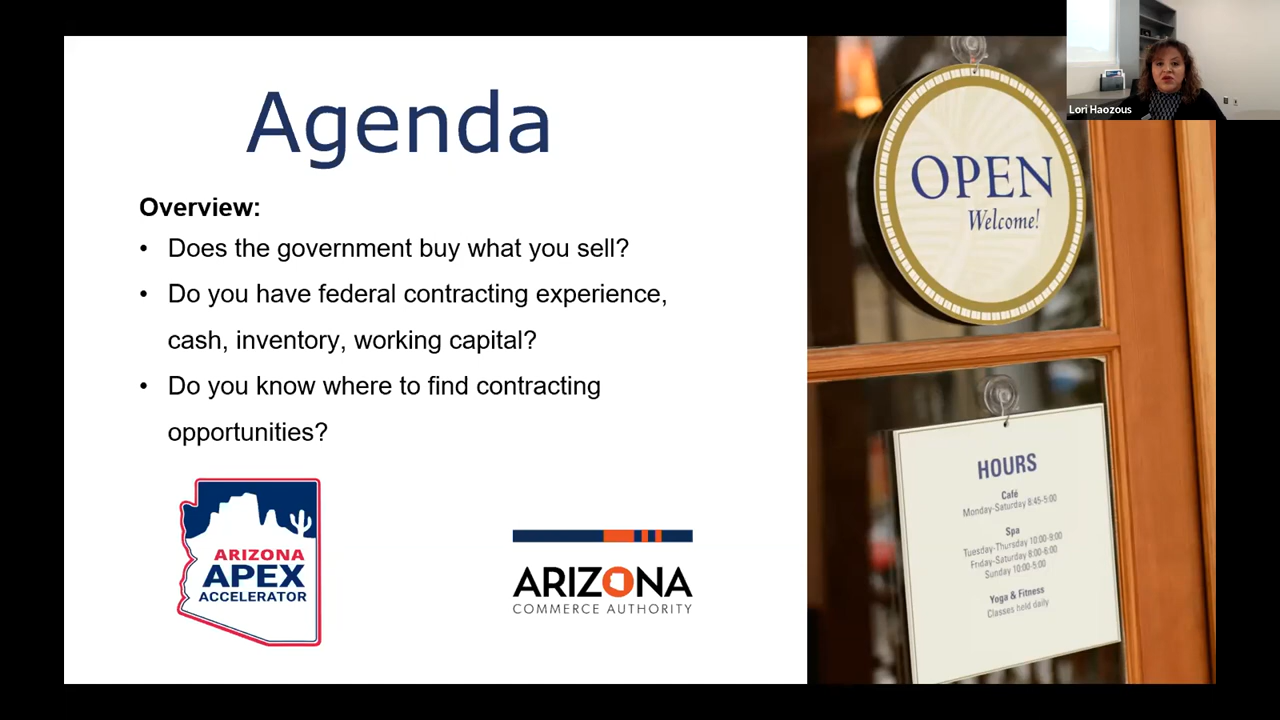 Agenda
Overview:
• Does the government buy what you sell?
• Do you have federal contracting experience,
cash, inventory, working capital?
• Do you know where to find contracting
opportunities?
ARIZONA
APEX
ACCELERATOR
ARIZONA
COMMERCE AUTHORITY
OPEN
Welcome!
HOURS
Café
Monday-Saturday 8:45-5:00
Spa
Tuesday-Thursday 10:00-9:00
Friday-Saturday 8:00-6:00
Sunday 10:00-5:00
Yoga & Fitness
Classes held daily
Lori Haozous